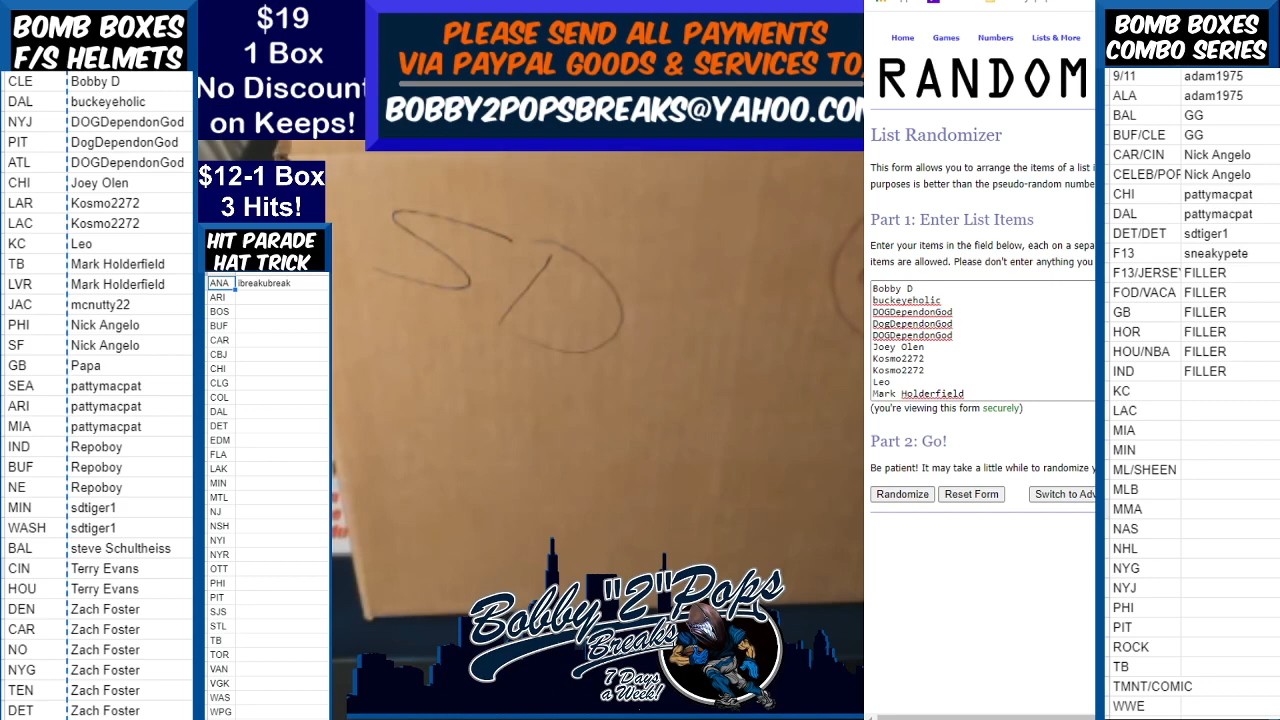 BOMB BOXES
F/S HELMETS
CLE Bobby D
DAL buckeyeholic
NYJ DOGDependonGod
PIT DogDependonGod
ATL DOGDependonGod
CHI Joey Olen
LAR Kosmo2272
LAC Kosmo2272
KC Leo
TB Mark Holderfield
LVR Mark Holderfield
JAC mcnutty22
PHI Nick Angelo
SF Nick Angelo
GB Papa
SEA pattymacpat
ARI pattymacpat
MIA pattymacpat
IND Repoboy
BUF Repoboy
NE Repoboy
MIN sdtiger1
WASH sdtiger1
BAL steve Schultheiss
CIN Terry Evans
HOU Terry Evans
DEN Zach Foster
CAR Zach Foster
NO Zach Foster
NYG Zach Foster
TEN Zach Foster
DET Zach Foster
$19
1 Box
No Discount
on Keeps!
$12-1 Box
3 Hits!
HIT PARADE
HAT TRICK
ANA lbreakubreak
ARI
BOS
BUF
CAR
CBJ
CHI
CLG
COL
DAL
DET
EDM
FLA
LAK
MIN
MTL
NJ
NSH
NYI
NYR
OTT
PHI
PIT
SJS
STL
TB
TOR
VAN
VGK
WAS
WPG
PLEASE SEND ALL PAYMENTS
VIA PAYPAL GOODS & SERVICES TO
BOBBY2POPSBREAKS@YAHOO.COM
SD
Bobby "2" Pops
Breaks
7 Days
a Week!
Home Games Numbers Lists & More
RANDOM
List Randomizer
This form allows you to arrange the items of a list i
purposes is better than the pseudo-random numbe
Part 1: Enter List Items
Enter your items in the field below, each on a sepa
items are allowed. Please don't enter anything you
Bobby D
buckeyeholic
DOGDependonGod
DogDependonGod
DOGDependonGod
Joey Olen
Kosmo2272
Kosmo2272
Leo
Mark Holderfield
(you're viewing this form securely)
Part 2: Go!
Be patient! It may take a little while to randomize y
Randomize Reset Form Switch to Adv
BOMB BOXES
COMBO SERIES
9/11 adam1975
ALA adam1975
BAL GG
BUF/CLE GG
CAR/CIN Nick Angelo
CELEB/POP Nick Angelo
CHI pattymacpat
DAL pattymacpat
DET/DET sdtiger1
F13 sneakypete
F13/JERSEY FILLER
FOD/VACA FILLER
GB FILLER
HOR FILLER
HOU/NBA FILLER
IND FILLER
KC
LAC
MIA
MIN
ML/SHEEN
MLB
MMA
NAS
NHL
NYG
NYJ
PHI
PIT
ROCK
TB
TMNT/COMIC
WWE